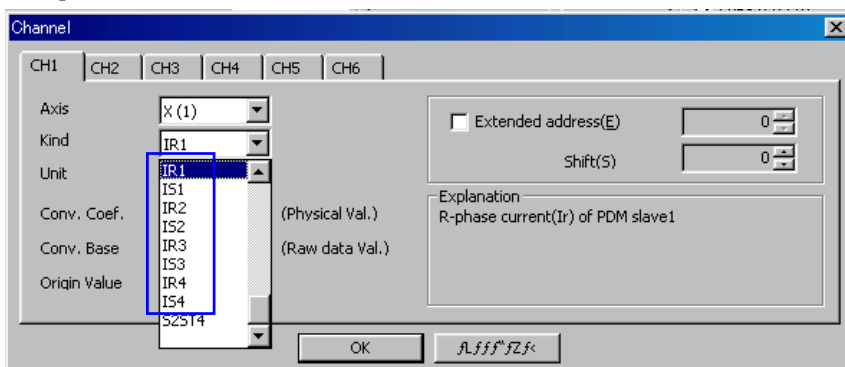 Channel
CH1 CH2 CH3 CH4 CH5 CH6
Axis X (1)
Kind IR1
Unit
Conv. Coef. (Physical Val.)
Conv. Base (Raw data Val.)
Origin Value
IR1
IS1
IR2
IS2
IR3
IS3
IR4
IS4
S2ST4
Extended address(E) 0
Shift(S) 0
Explanation
R-phase current(Ir) of PDM slave1
OK